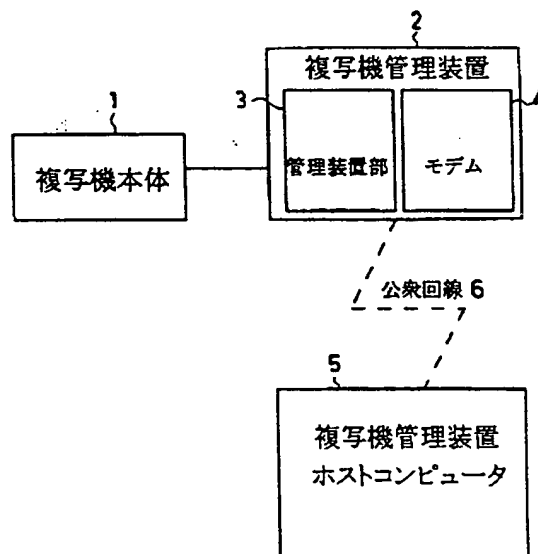 2
複写機管理装置
1
3
4
複写機本体
管理装置部
モデム
公衆回線 6
5
複写機管理装置
ホストコンピュータ